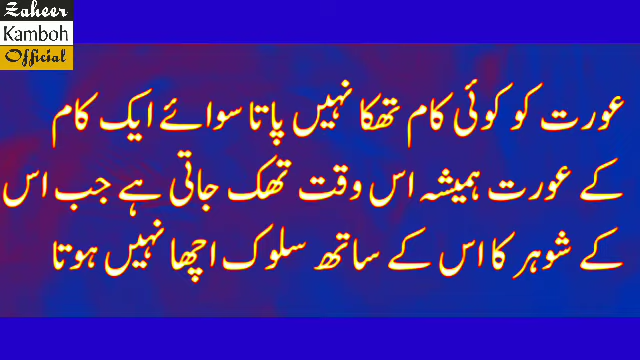 Zaheer
Kamboh
Official
عورت کو کوئی کام تھکا نہیں پاتا سوائے ایک کام
کے عورت ہمیشہ اس وقت تھک جاتی ہے جب اس
کے شوہر کا اس کے ساتھ سلوک اچھا نہیں ہوتا